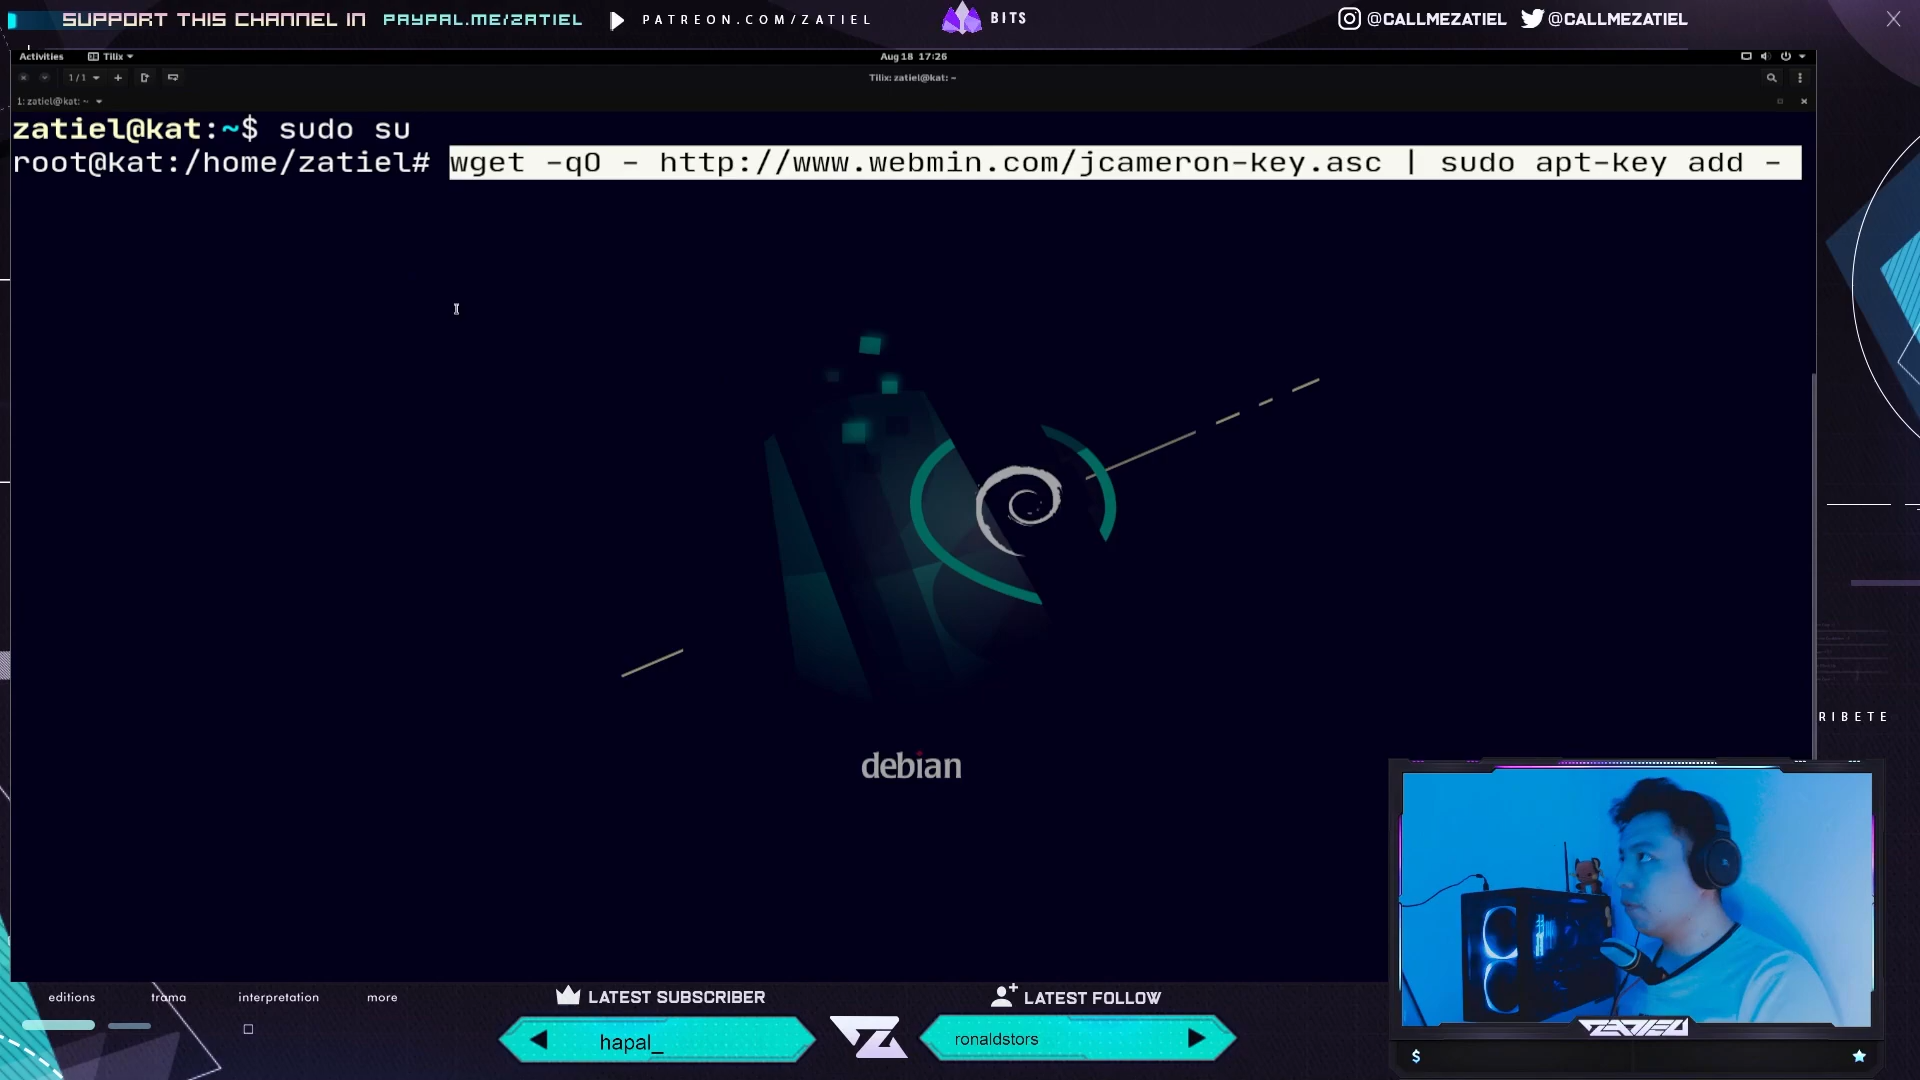 SUPPORT THIS CHANNEL IN PAYPAL.ME/ZATIEL PATREON.COM/ZATIEL BITS @CALLMEZATIEL @CALLMEZATIEL
Activities Tilix Aug 18 17:26
1/1 Tilix: zatiel@kat: ~
1: zatiel@kat: ~
zatiel@kat:~$ sudo su
root@kat:/home/zatiel# wget -qO - http://www.webmin.com/jcameron-key.asc | sudo apt-key add -
debian
RIBETE
editions trama interpretation more
LATEST SUBSCRIBER
LATEST FOLLOW
hapal_
ronaldstors
ZATIEL
$